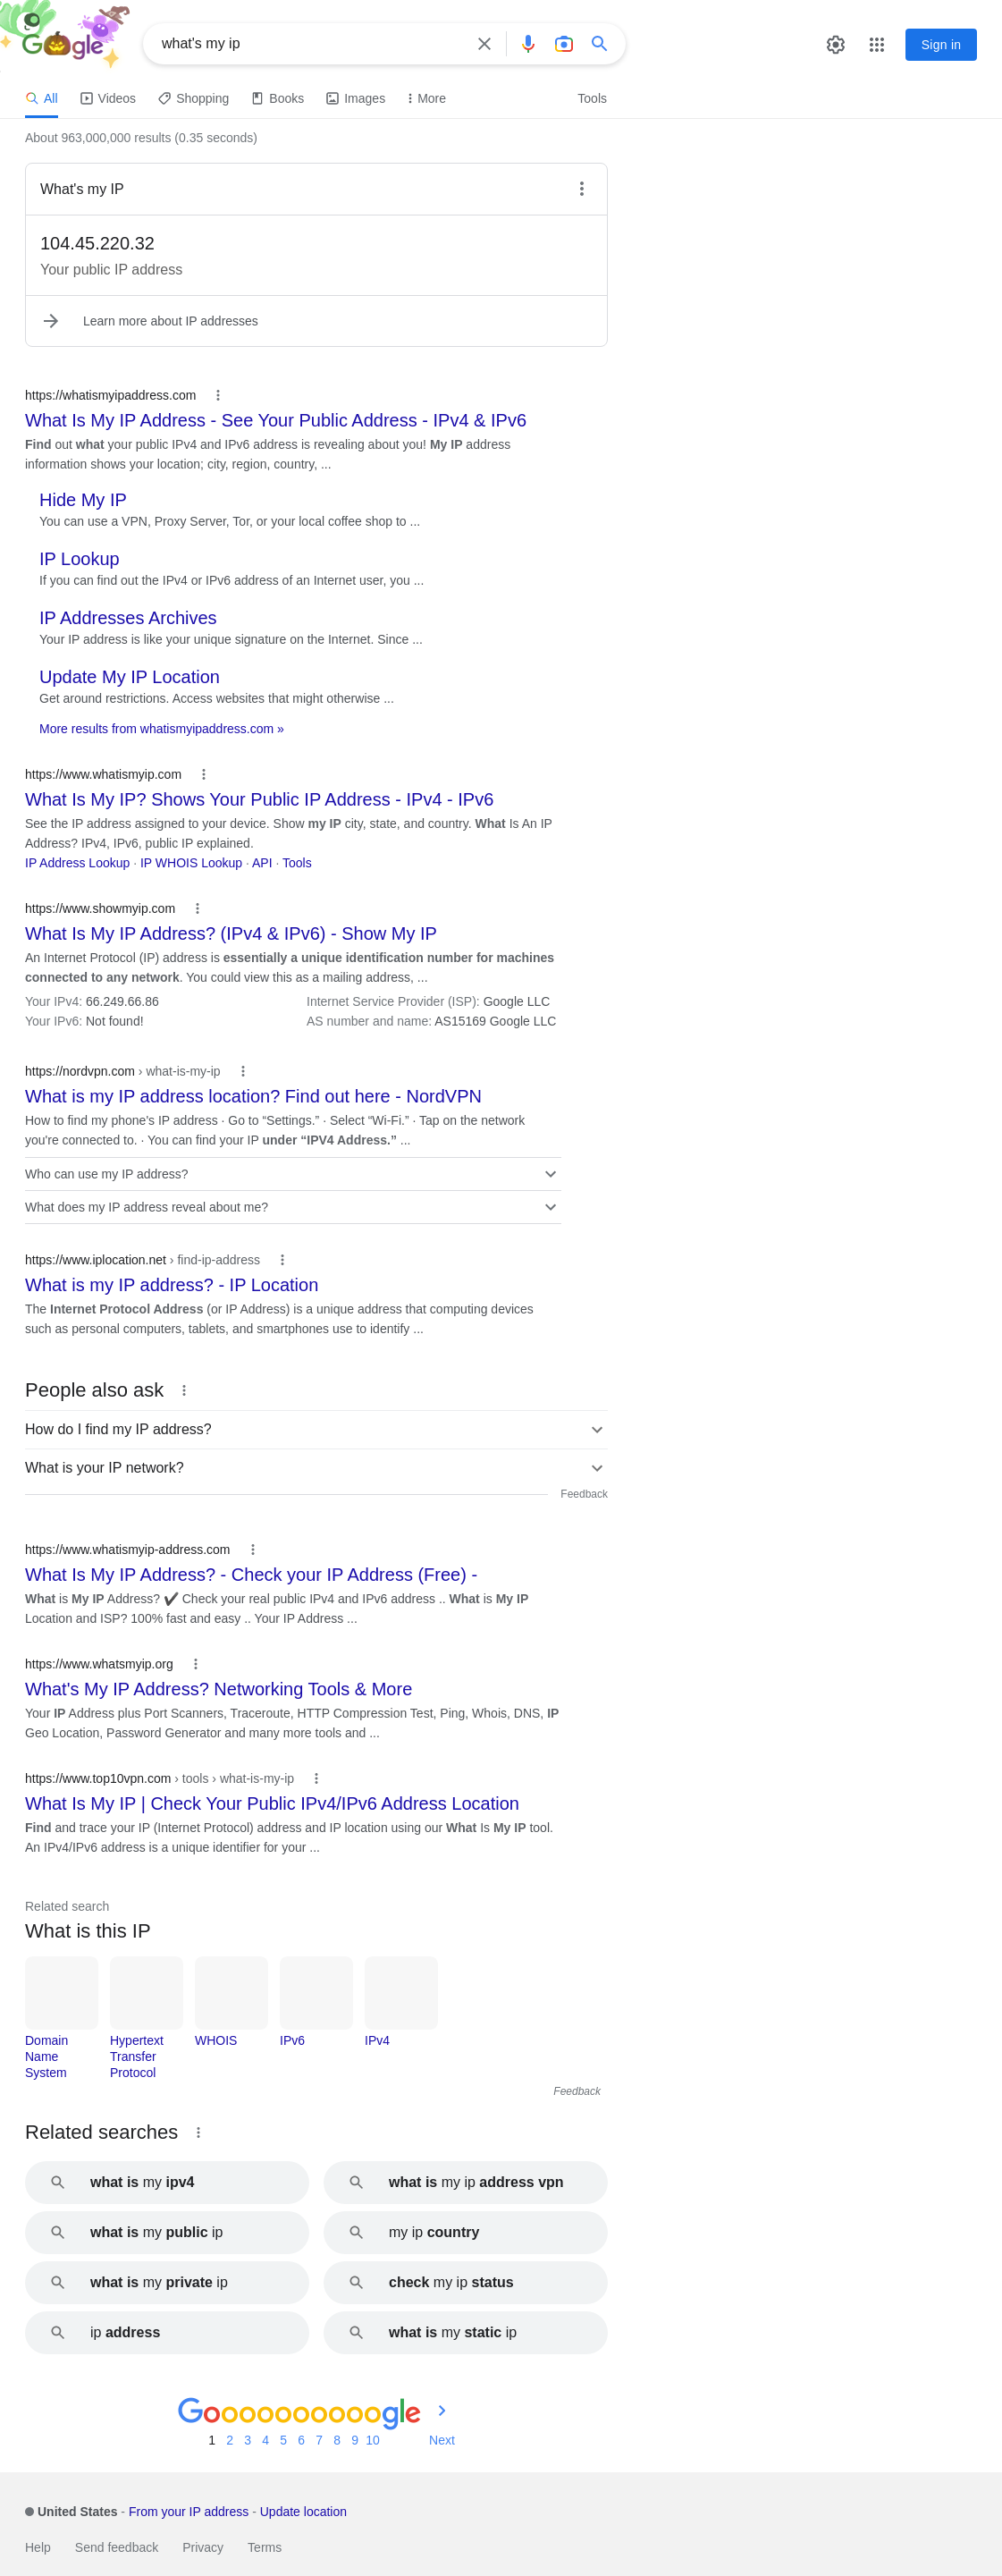 Google
what's my ip
Sign in
All
Videos
Shopping
Books
Images
More
Tools
About 963,000,000 results (0.35 seconds)
What's my IP
104.45.220.32
Your public IP address
Learn more about IP addresses
https://whatismyipaddress.com
What Is My IP Address - See Your Public Address - IPv4 & IPv6
Find out what your public IPv4 and IPv6 address is revealing about you! My IP address
information shows your location; city, region, country, ...
Hide My IP
You can use a VPN, Proxy Server, Tor, or your local coffee shop to ...
IP Lookup
If you can find out the IPv4 or IPv6 address of an Internet user, you ...
IP Addresses Archives
Your IP address is like your unique signature on the Internet. Since ...
Update My IP Location
Get around restrictions. Access websites that might otherwise ...
More results from whatismyipaddress.com »
https://www.whatismyip.com
What Is My IP? Shows Your Public IP Address - IPv4 - IPv6
See the IP address assigned to your device. Show my IP city, state, and country. What Is An IP
Address? IPv4, IPv6, public IP explained.
IP Address Lookup · IP WHOIS Lookup · API · Tools
https://www.showmyip.com
What Is My IP Address? (IPv4 & IPv6) - Show My IP
An Internet Protocol (IP) address is essentially a unique identification number for machines
connected to any network. You could view this as a mailing address, ...
Your IPv4: 66.249.66.86
Internet Service Provider (ISP): Google LLC
Your IPv6: Not found!
AS number and name: AS15169 Google LLC
https://nordvpn.com › what-is-my-ip
What is my IP address location? Find out here - NordVPN
How to find my phone's IP address · Go to “Settings.” · Select “Wi-Fi.” · Tap on the network
you're connected to. · You can find your IP under “IPV4 Address.” ...
Who can use my IP address?
What does my IP address reveal about me?
https://www.iplocation.net › find-ip-address
What is my IP address? - IP Location
The Internet Protocol Address (or IP Address) is a unique address that computing devices
such as personal computers, tablets, and smartphones use to identify ...
People also ask
How do I find my IP address?
What is your IP network?
Feedback
https://www.whatismyip-address.com
What Is My IP Address? - Check your IP Address (Free) -
What is My IP Address? ✔️ Check your real public IPv4 and IPv6 address .. What is My IP
Location and ISP? 100% fast and easy .. Your IP Address ...
https://www.whatsmyip.org
What's My IP Address? Networking Tools & More
Your IP Address plus Port Scanners, Traceroute, HTTP Compression Test, Ping, Whois, DNS, IP
Geo Location, Password Generator and many more tools and ...
https://www.top10vpn.com › tools › what-is-my-ip
What Is My IP | Check Your Public IPv4/IPv6 Address Location
Find and trace your IP (Internet Protocol) address and IP location using our What Is My IP tool.
An IPv4/IPv6 address is a unique identifier for your ...
Related search
What is this IP
Domain
Name
System
Hypertext
Transfer
Protocol
WHOIS
IPv6
IPv4
Feedback
Related searches
what is my ipv4
what is my ip address vpn
what is my public ip
my ip country
what is my private ip
check my ip status
ip address
what is my static ip
Goooooooooogle
1 2 3 4 5 6 7 8 9 10 Next
United States - From your IP address - Update location
Help Send feedback Privacy Terms